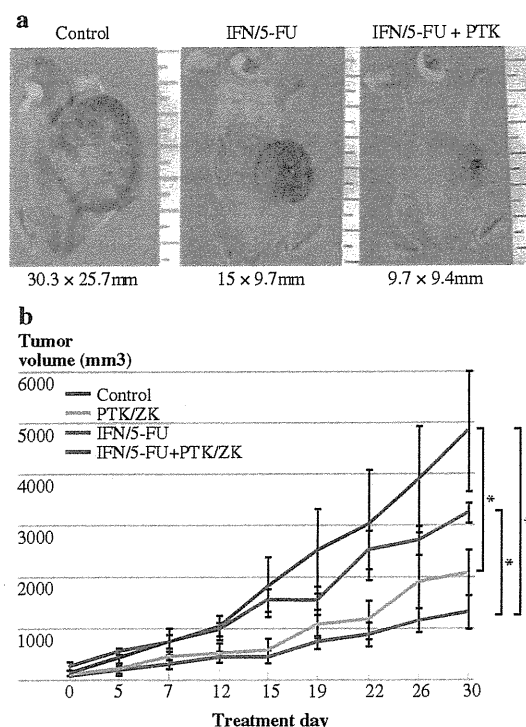 a
Control IFN/5-FU IFN/5-FU + PTK
30.3 × 25.7mm 15 × 9.7mm 9.7 × 9.4mm
b
Tumor
volume (mm3)
6000
5000
4000
3000
2000
1000
Control
PTK/ZK
IFN/5-FU
IFN/5-FU+PTK/ZK
*
*
0 5 7 12 15 19 22 26 30
Treatment day